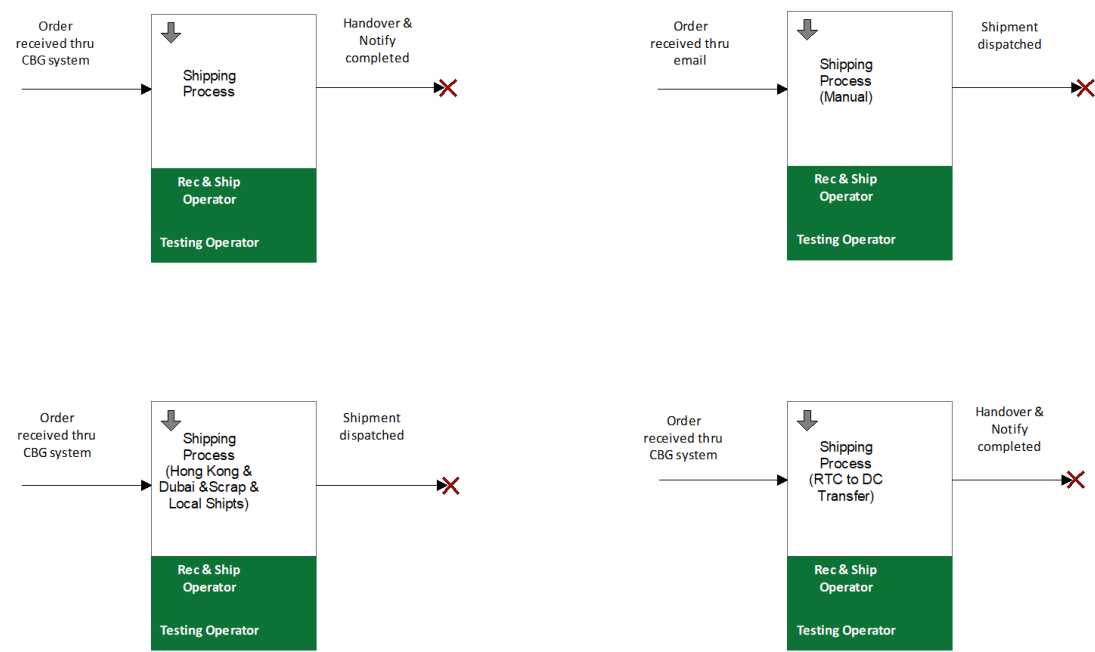 Order
received thru
CBG system
Shipping
Process
Handover &
Notify
completed
Rec & Ship
Operator
Testing Operator
Order
received thru
email
Shipping
Process
(Manual)
Shipment
dispatched
Rec & Ship
Operator
Testing Operator
Order
received thru
CBG system
Shipping
Process
(Hong Kong &
Dubai &Scrap &
Local Shipts)
Shipment
dispatched
Rec & Ship
Operator
Testing Operator
Order
received thru
CBG system
Shipping
Process
(RTC to DC
Transfer)
Handover &
Notify
completed
Rec & Ship
Operator
Testing Operator